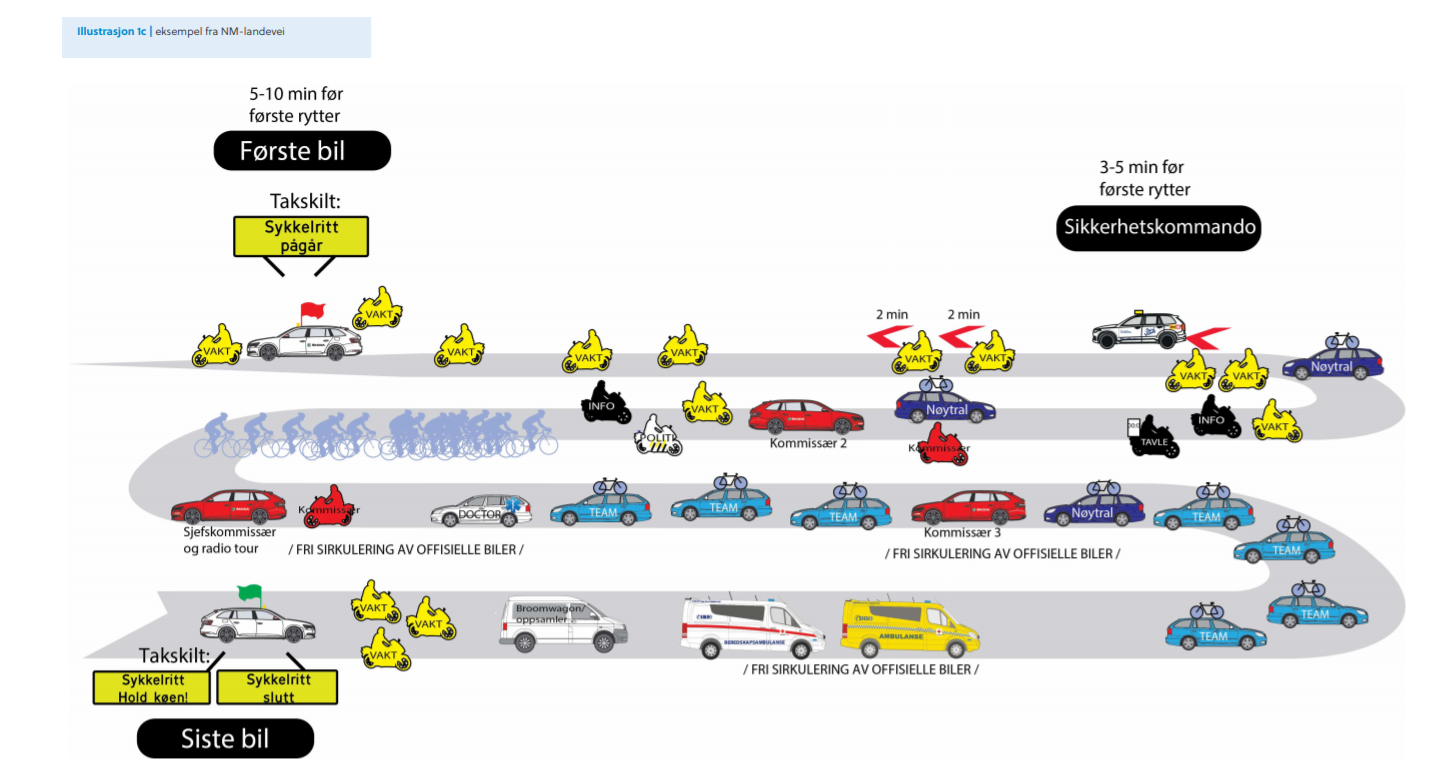 Illustrasjon 1c | eksempel fra NM-landevei
5-10 min før
første rytter
Første bil
Takskilt:
Sykkelritt
pågår
3-5 min før
første rytter
Sikkerhetskommando
VAKT
VAKT
VAKT
VAKT
VAKT
2 min
2 min
VAKT
VAKT
VAKT
VAKT
Nøytral
INFO
POLITI
VAKT
Kommissær 2
Nøytral
Kommissær
TAVLE
INFO
VAKT
Sjefskommissær
og radio tour
Kommissær
/ FRI SIRKULERING AV OFFISIELLE BILER /
DOCTOR
TEAM
TEAM
TEAM
Kommissær 3
/ FRI SIRKULERING AV OFFISIELLE BILER /
Nøytral
TEAM
TEAM
TEAM
TEAM
AMBULANSE
BEREDSKAPSAMBULANSE
/ FRI SIRKULERING AV OFFISIELLE BILER /
Broomwagon/
oppsamler
VAKT
VAKT
VAKT
Takskilt:
Sykkelritt
Hold køen!
Sykkelritt
slutt
Siste bil